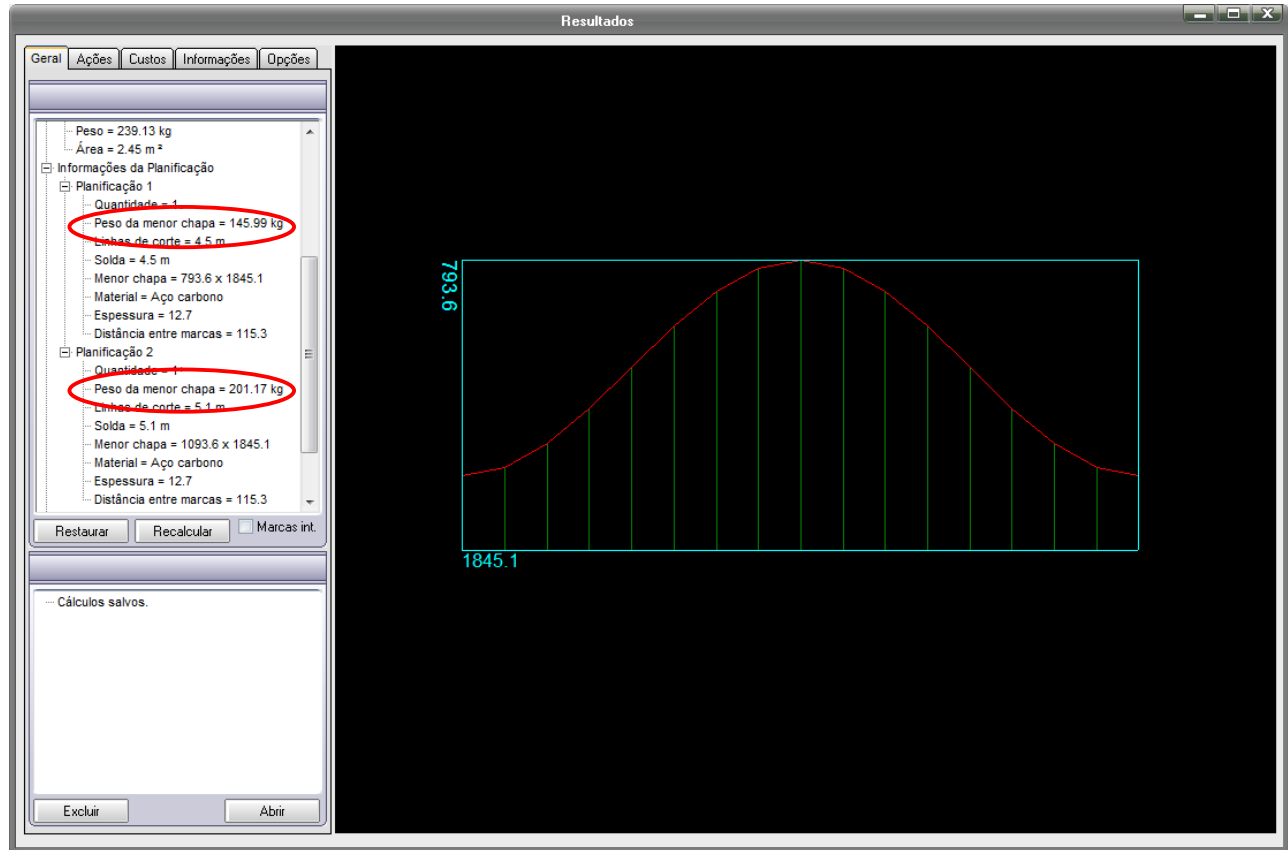 Resultados
Geral Ações Custos Informações Opções
Peso = 239.13 kg
Área = 2.45 m ²
Informações da Planificação
Planificação 1
Quantidade = 1
Peso da menor chapa = 145.99 kg
Linhas de corte = 4.5 m
Solda = 4.5 m
Menor chapa = 793.6 x 1845.1
Material = Aço carbono
Espessura = 12.7
Distância entre marcas = 115.3
Planificação 2
Quantidade = 1
Peso da menor chapa = 201.17 kg
Linhas de corte = 5.1 m
Solda = 5.1 m
Menor chapa = 1093.6 x 1845.1
Material = Aço carbono
Espessura = 12.7
Distância entre marcas = 115.3
Restaurar Recalcular Marcas int.
Cálculos salvos.
Excluir Abrir
793.6
1845.1